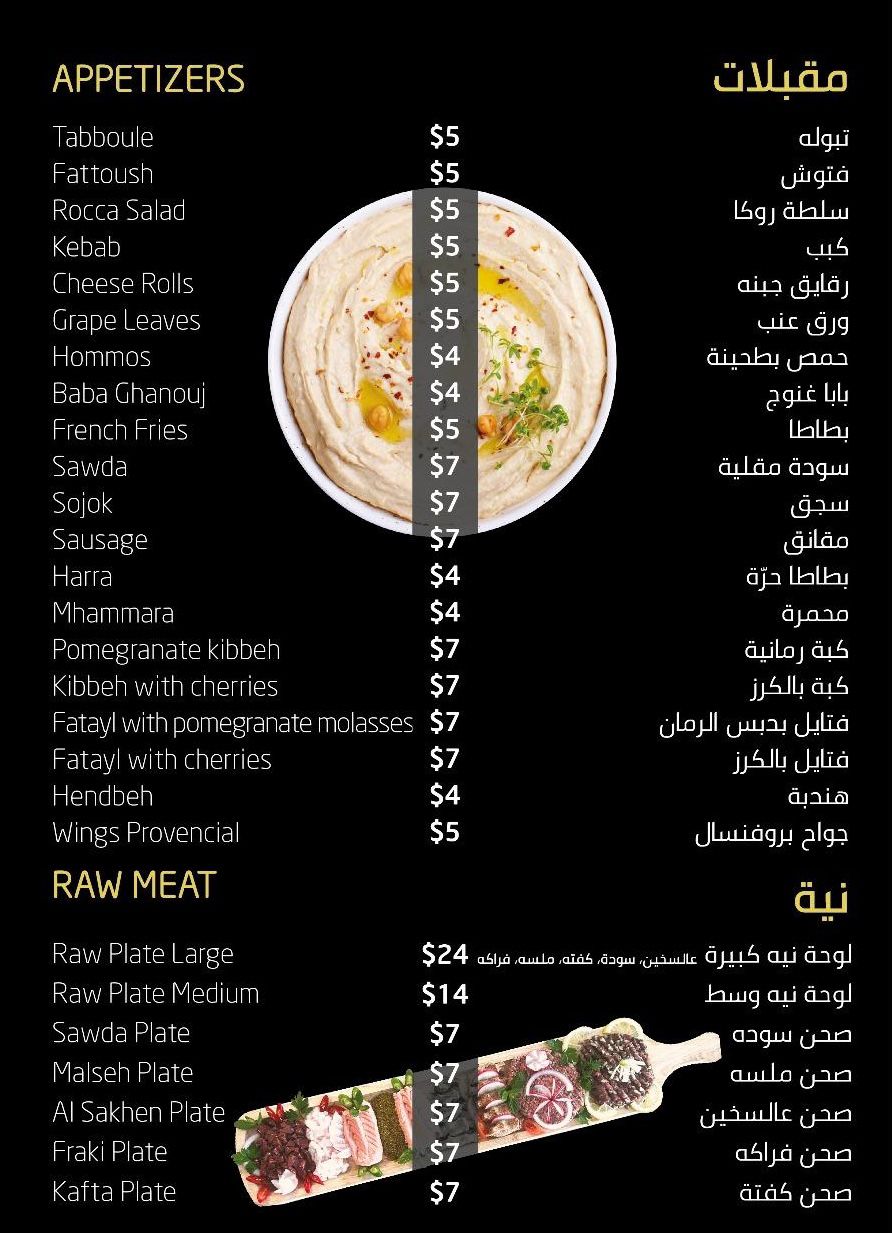 APPETIZERS مقبلات
Tabboule $5 تبوله
Fattoush $5 فتوش
Rocca Salad $5 سلطة روكا
Kebab $5 كبب
Cheese Rolls $5 رقايق جبنه
Grape Leaves $5 ورق عنب
Hommos $4 حمص بطحينة
Baba Ghanouj $4 بابا غنوج
French Fries $5 بطاطا
Sawda $7 سودة مقلية
Sojok $7 سجق
Sausage $7 مقانق
Harra $4 بطاطا حرّة
Mhammara $4 محمرة
Pomegranate kibbeh $7 كبة رمانية
Kibbeh with cherries $7 كبة بالكرز
Fatayl with pomegranate molasses $7 فتايل بدبس الرمان
Fatayl with cherries $7 فتايل بالكرز
Hendbeh $4 هندبة
Wings Provencial $5 جواح بروفنسال
RAW MEAT نية
Raw Plate Large $24 لوحة نيه كبيرة عالسخين، سودة، كفته، ملسه، فراكه
Raw Plate Medium $14 لوحة نيه وسط
Sawda Plate $7 صحن سوده
Malseh Plate $7 صحن ملسه
Al Sakhen Plate $7 صحن عالسخين
Fraki Plate $7 صحن فراكه
Kafta Plate $7 صحن كفتة